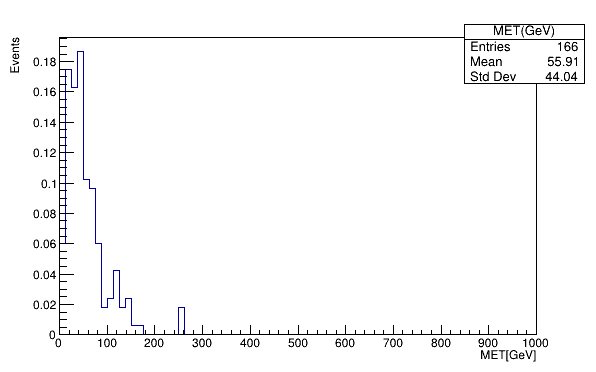 MET(GeV)
Entries 166
Mean 55.91
Std Dev 44.04
Events
0.18
0.16
0.14
0.12
0.1
0.08
0.06
0.04
0.02
0
0 100 200 300 400 500 600 700 800 900 1000
MET[GeV]